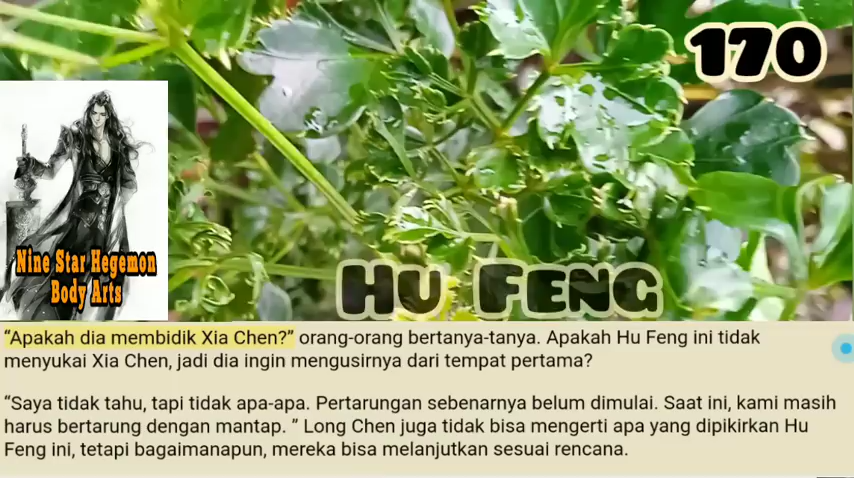 170
Nine Star Hegemon
Body Arts
HU FENG
“Apakah dia membidik Xia Chen?” orang-orang bertanya-tanya. Apakah Hu Feng ini tidak
menyukai Xia Chen, jadi dia ingin mengusirnya dari tempat pertama?
“Saya tidak tahu, tapi tidak apa-apa. Pertarungan sebenarnya belum dimulai. Saat ini, kami masih
harus bertarung dengan mantap. ” Long Chen juga tidak bisa mengerti apa yang dipikirkan Hu
Feng ini, tetapi bagaimanapun, mereka bisa melanjutkan sesuai rencana.